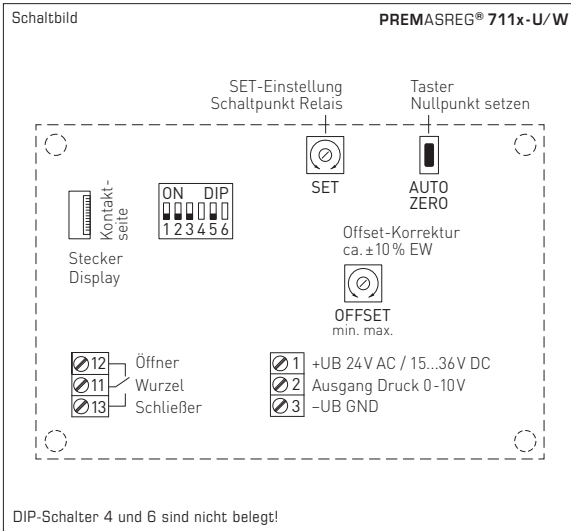 Schaltbild
PREMASREG® 711x-U/W
SET-Einstellung
Schaltpunkt Relais
Taster
Nullpunkt setzen
SET
AUTO
ZERO
Kontakt-
seite
Stecker
Display
ON DIP
1 2 3 4 5 6
Offset-Korrektur
ca. ±10 % EW
OFFSET
min. max.
12 Öffner
11 Wurzel
13 Schließer
1 +UB 24V AC / 15...36V DC
2 Ausgang Druck 0-10V
3 –UB GND
DIP-Schalter 4 und 6 sind nicht belegt!